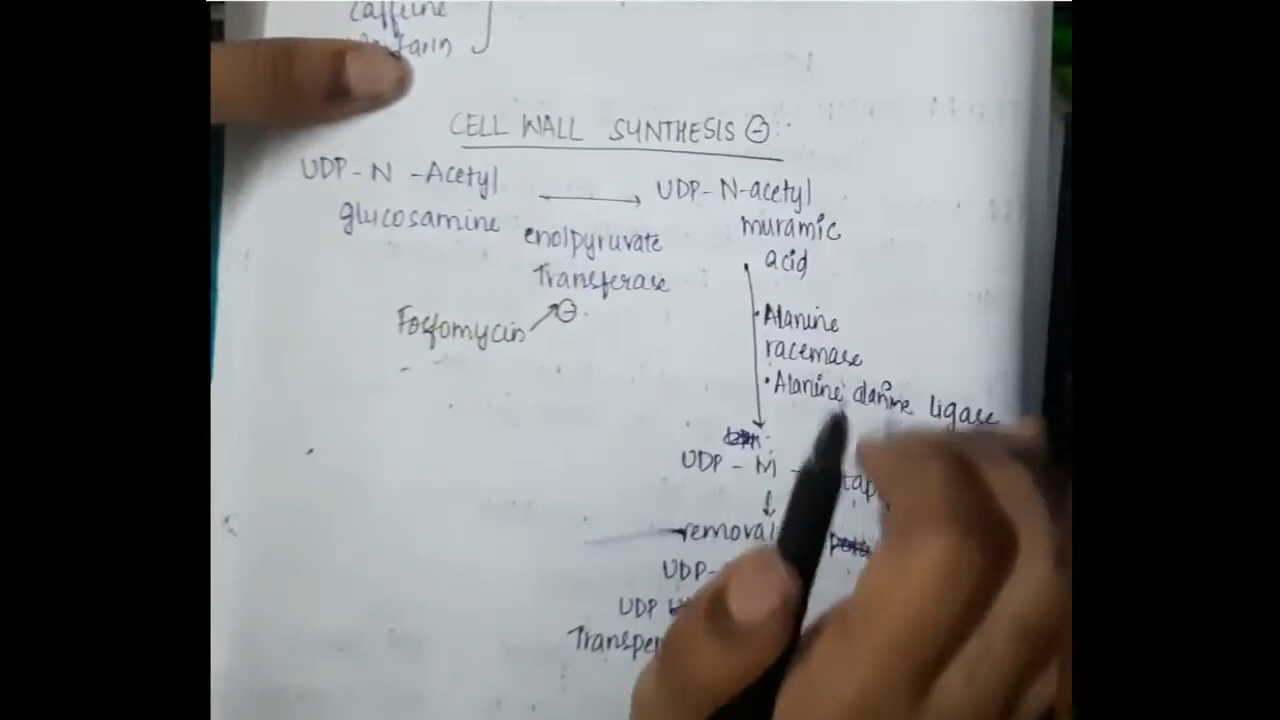 caffeine
CELL WALL SYNTHESIS ⊖
UDP-N-Acetyl → UDP-N-acetyl
glucosamine
muramic
acid
enolpyruvate
Transferase
Fosfomycin ↗ ⊖
• Alanine
racemase
• Alanine alanine ligase
UDP - M -
↓
removal
UDP-
UDP